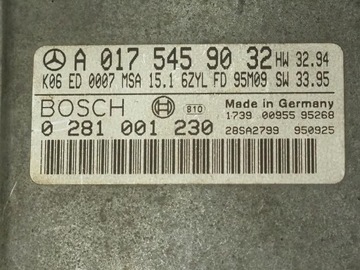 A 017 545 90 32 HW 32.94
K06 ED 0007 MSA 15.1 6ZYL FD 95M09 SW 33.95
BOSCH 810 Made in Germany
1739 00955 95268
0 281 001 230 28SA2799 950925